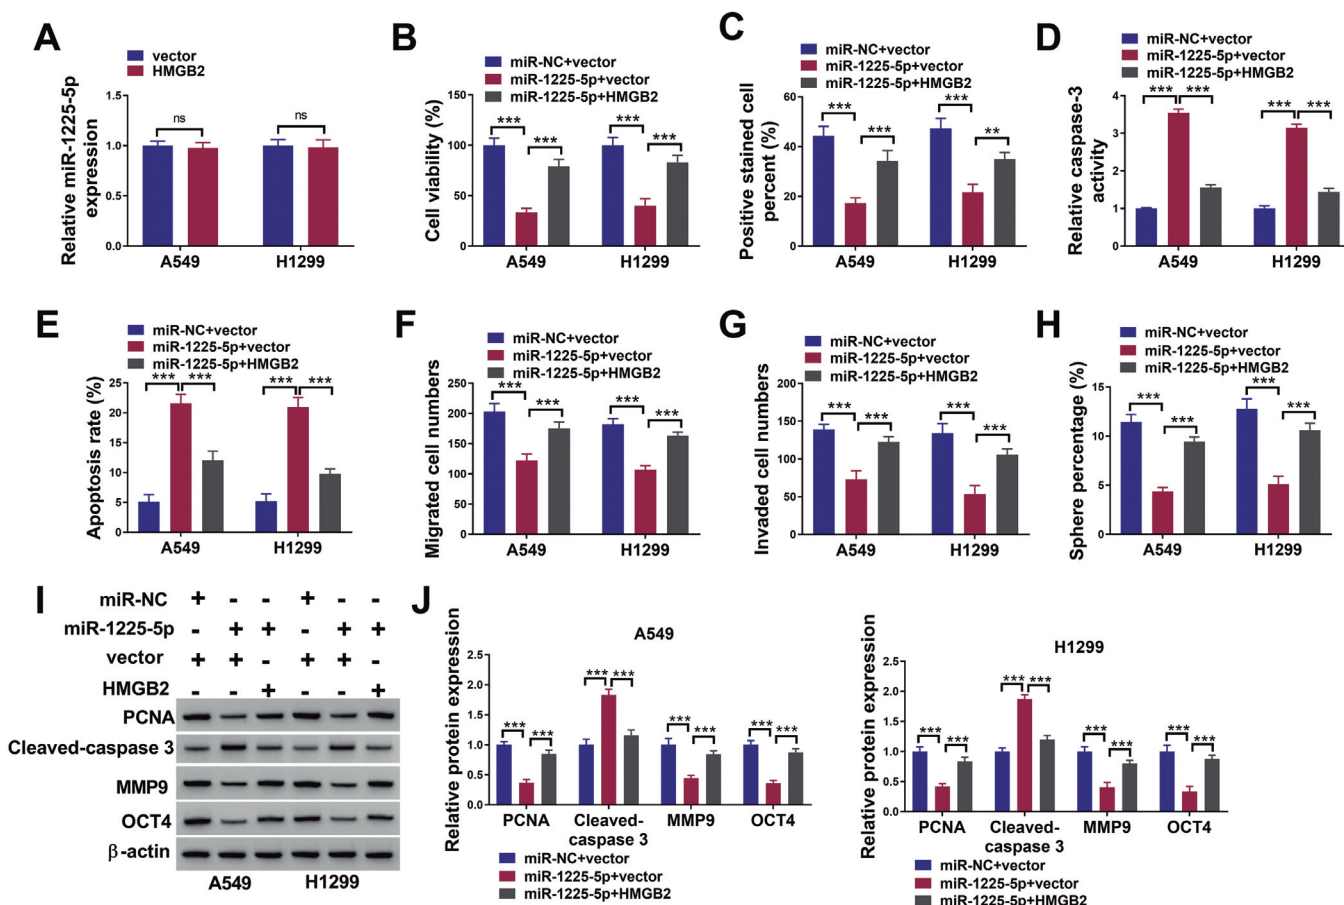 A
vector
HMGB2
Relative miR-1225-5p
expression
1.5
1.0
0.5
0.0
ns
ns
A549
H1299
B
miR-NC+vector
miR-1225-5p+vector
miR-1225-5p+HMGB2
Cell viability (%)
150
100
50
0
***
***
***
***
A549
H1299
C
miR-NC+vector
miR-1225-5p+vector
miR-1225-5p+HMGB2
Positive stained cell
percent (%)
60
40
20
0
***
***
***
**
A549
H1299
D
miR-NC+vector
miR-1225-5p+vector
miR-1225-5p+HMGB2
Relative caspase-3
activity
4
3
2
1
0
***
***
***
***
A549
H1299
E
miR-NC+vector
miR-1225-5p+vector
miR-1225-5p+HMGB2
Apoptosis rate (%)
25
20
15
10
5
0
***
***
***
***
A549
H1299
F
miR-NC+vector
miR-1225-5p+vector
miR-1225-5p+HMGB2
Migrated cell numbers
250
200
150
100
50
0
***
***
***
***
A549
H1299
G
miR-NC+vector
miR-1225-5p+vector
miR-1225-5p+HMGB2
Invaded cell numbers
200
150
100
50
0
***
***
***
***
A549
H1299
H
miR-NC+vector
miR-1225-5p+vector
miR-1225-5p+HMGB2
Sphere percentage (%)
15
10
5
0
***
***
***
***
A549
H1299
I
miR-NC + - - + - -
miR-1225-5p - + + - + +
vector + + - + + -
HMGB2 - - + - - +
PCNA
Cleaved-caspase 3
MMP9
OCT4
β-actin
A549
H1299
J
A549
Relative protein expression
2.5
2.0
1.5
1.0
0.5
0.0
***
***
***
***
***
***
***
***
PCNA
Cleaved-
caspase 3
MMP9
OCT4
miR-NC+vector
miR-1225-5p+vector
miR-1225-5p+HMGB2
H1299
Relative protein expression
2.5
2.0
1.5
1.0
0.5
0.0
***
***
***
***
***
***
***
***
PCNA
Cleaved-
caspase 3
MMP9
OCT4
miR-NC+vector
miR-1225-5p+vector
miR-1225-5p+HMGB2